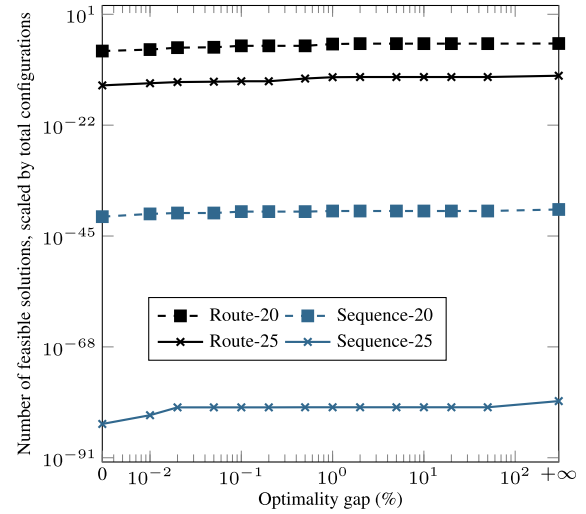 Number of feasible solutions, scaled by total configurations
10^1
10^−22
10^−45
10^−68
10^−91
Route-20 Sequence-20
Route-25 Sequence-25
0 10^−2 10^−1 10^0 10^1 10^2 +∞
Optimality gap (%)